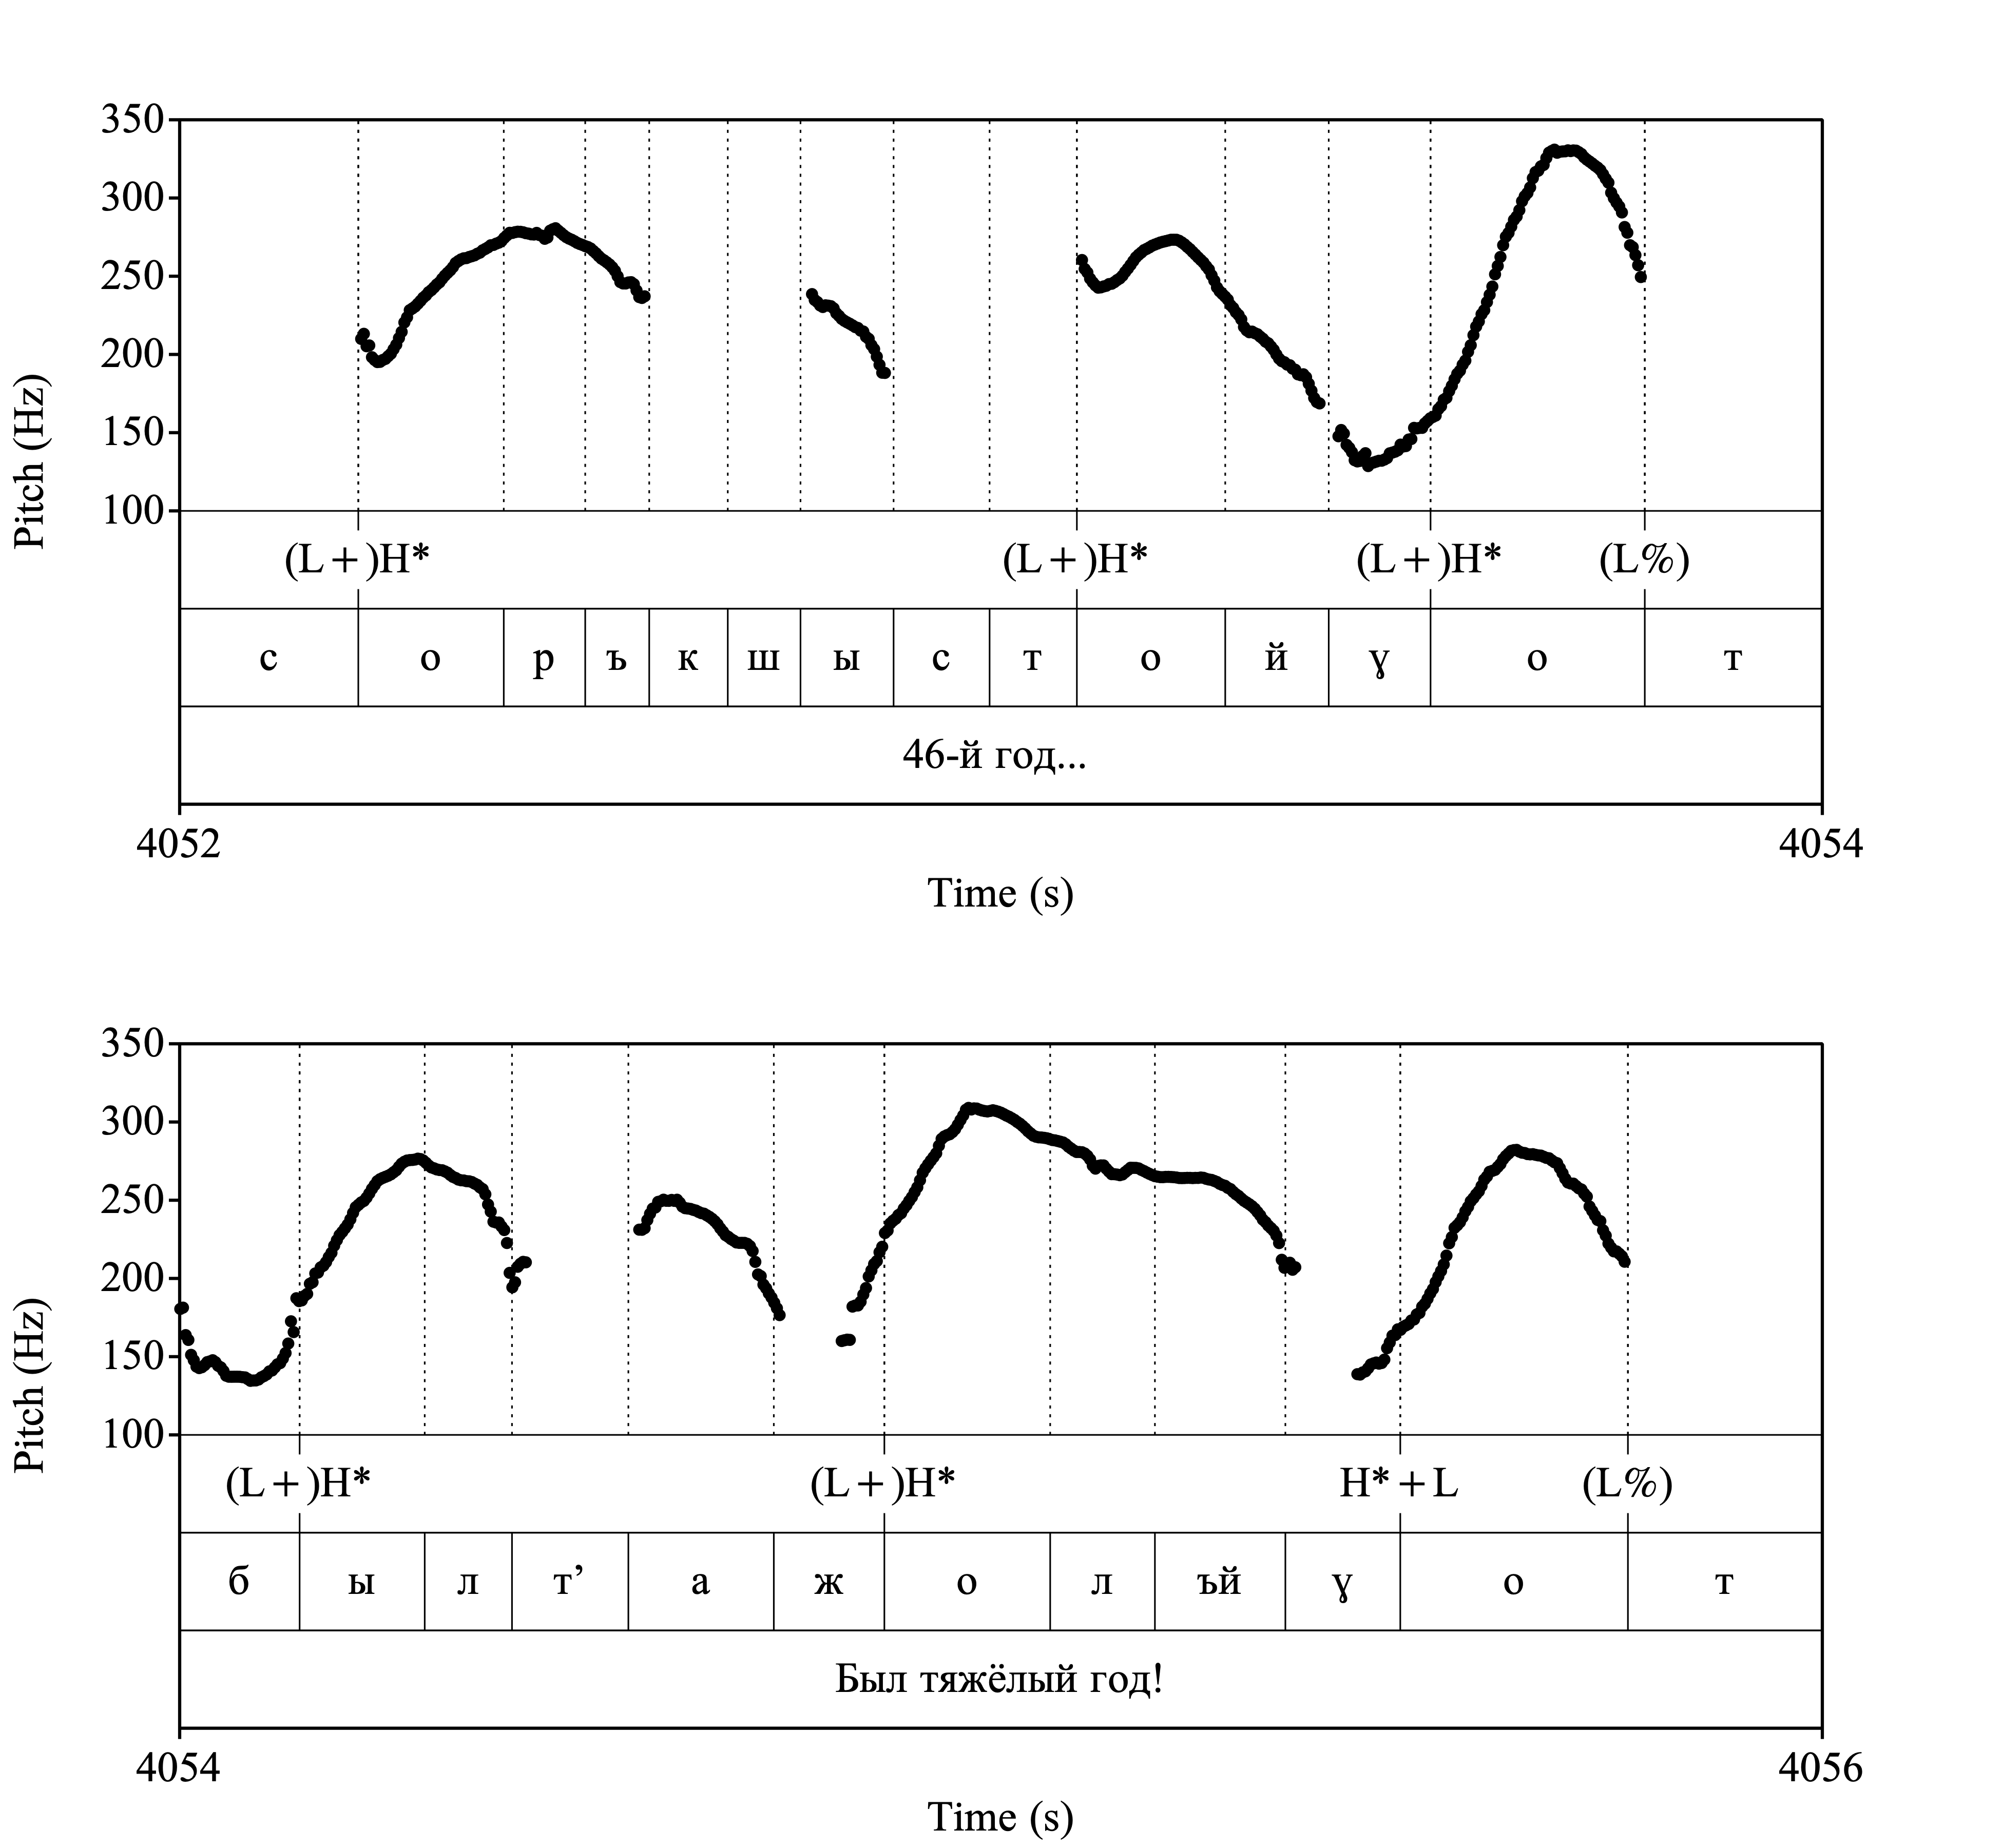 350
300
250
200
150
100
Pitch (Hz)
(L+)H* (L+)H* (L+)H* (L%)
с о р ъ к ш ы с т о й ɣ о т
46-й год...
4052 4054
Time (s)
350
300
250
200
150
100
Pitch (Hz)
(L+)H* (L+)H* H*+L (L%)
б ы л т’ а ж о л ъй ɣ о т
Был тяжёлый год!
4054 4056
Time (s)